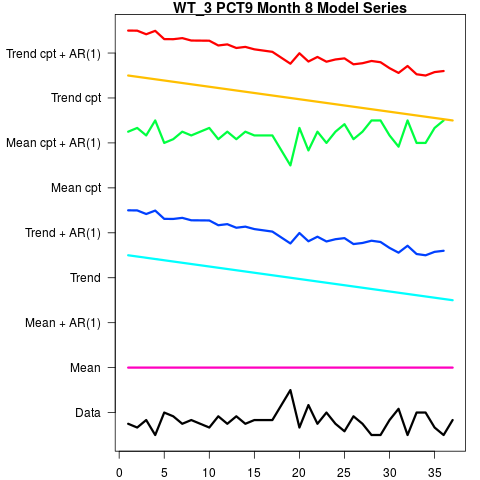 WT_3 PCT9 Month 8 Model Series
Trend cpt + AR(1)
Trend cpt
Mean cpt + AR(1)
Mean cpt
Trend + AR(1)
Trend
Mean + AR(1)
Mean
Data
0 5 10 15 20 25 30 35